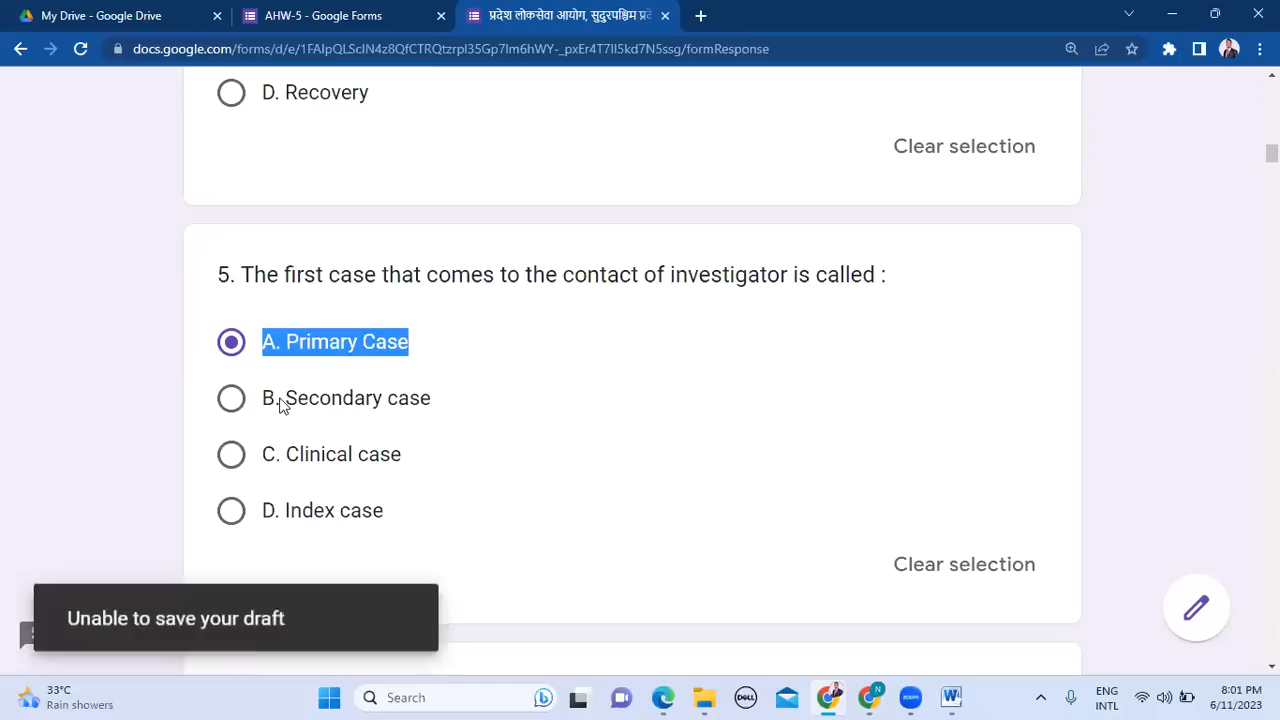 My Drive - Google Drive
AHW-5 - Google Forms
प्रदेश लोकसेवा आयोग, सुदुरपश्चिम प्रदे
docs.google.com/forms/d/e/1FAIpQLScIN4z8QfCTRQtzrpl35Gp7Im6hWY-_pxEr4T7II5kd7N5ssg/formResponse
D. Recovery
Clear selection
5. The first case that comes to the contact of investigator is called :
A. Primary Case
B. Secondary case
C. Clinical case
D. Index case
Clear selection
Unable to save your draft
33°C
Rain showers
Search
DELL
N
zoom
W
ENG
INTL
8:01 PM
6/11/2023